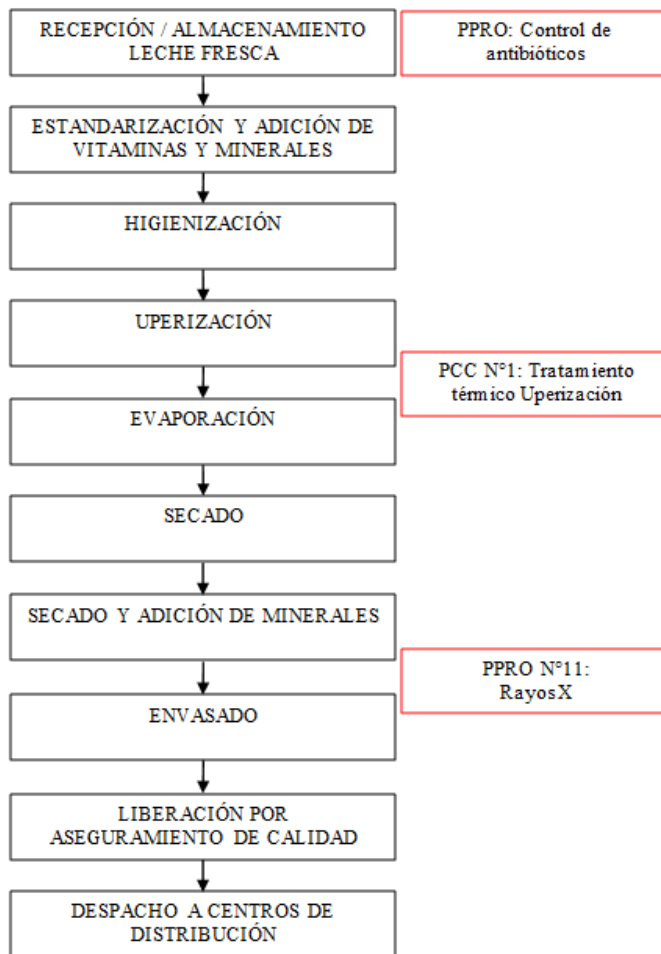 RECEPCIÓN / ALMACENAMIENTO
LECHE FRESCA
PPRO: Control de
antibióticos
ESTANDARIZACIÓN Y ADICIÓN DE
VITAMINAS Y MINERALES
HIGIENIZACIÓN
UPERIZACIÓN
PCC N°1: Tratamiento
térmico Uperización
EVAPORACIÓN
SECADO
SECADO Y ADICIÓN DE MINERALES
PPRO N°11:
RayosX
ENVASADO
LIBERACIÓN POR
ASEGURAMIENTO DE CALIDAD
DESPACHO A CENTROS DE
DISTRIBUCIÓN